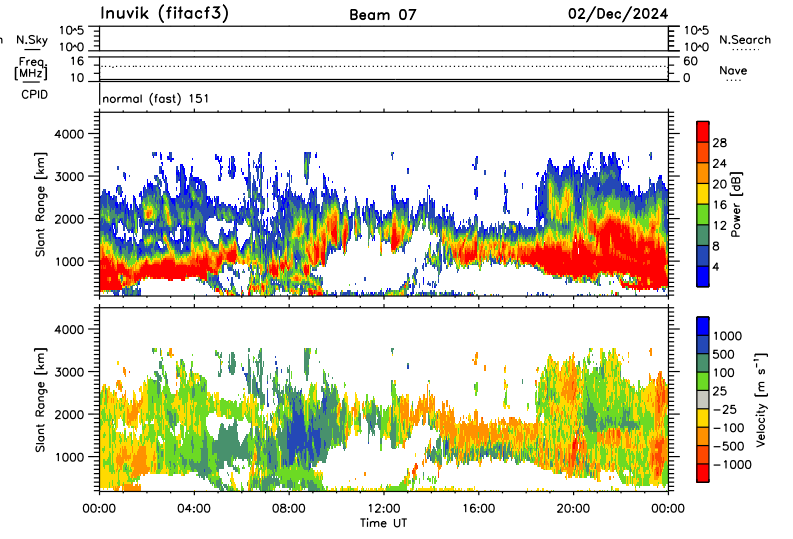 Inuvik (fitacf3) Beam 07 02/Dec/2024
n N.Sky 10^5 10^0 10^5 10^0 N.Search
Freq. [MHz] 16 10 60 0 Nave
CPID normal (fast) 151
4000
3000
2000
1000
Slant Range [km]
28
24
20
16
12
8
4
Power [dB]
4000
3000
2000
1000
Slant Range [km]
1000
500
100
25
-25
-100
-500
-1000
Velocity [m s^-1]
00:00 04:00 08:00 12:00 16:00 20:00 00:00
Time UT